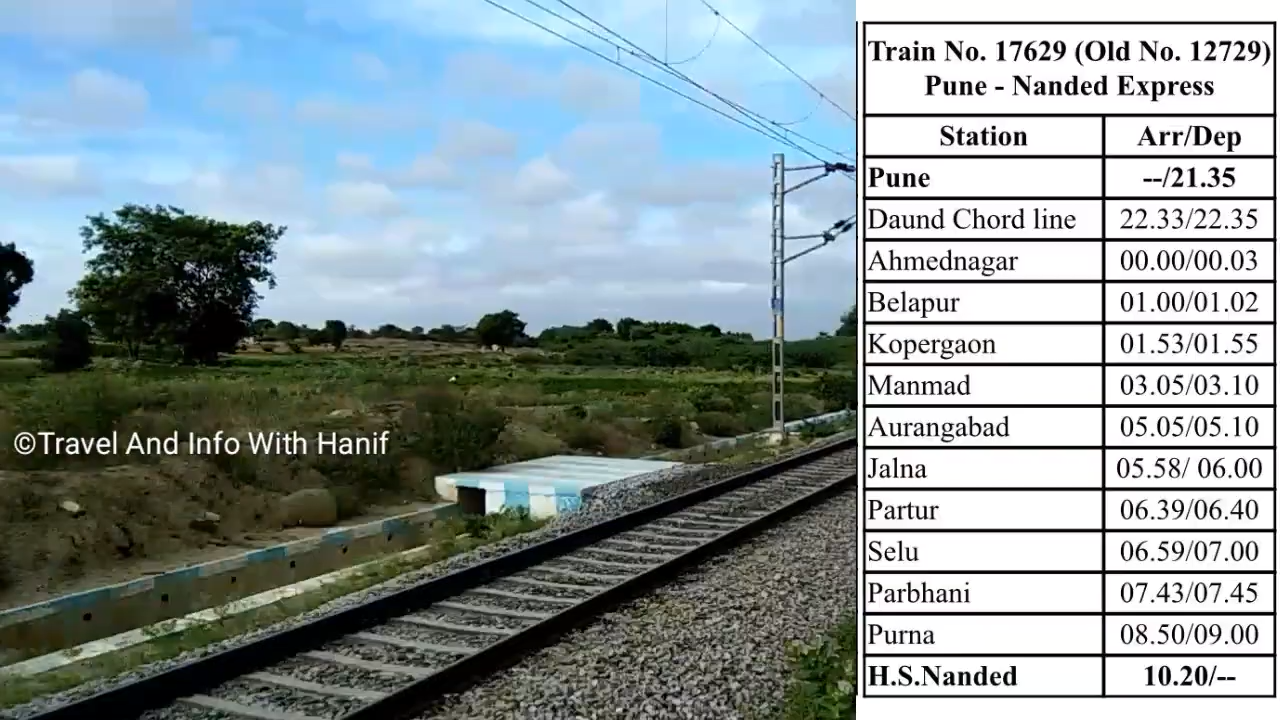 ©Travel And Info With Hanif
Train No. 17629 (Old No. 12729)
Pune - Nanded Express
Station Arr/Dep
Pune --/21.35
Daund Chord line 22.33/22.35
Ahmednagar 00.00/00.03
Belapur 01.00/01.02
Kopergaon 01.53/01.55
Manmad 03.05/03.10
Aurangabad 05.05/05.10
Jalna 05.58/ 06.00
Partur 06.39/06.40
Selu 06.59/07.00
Parbhani 07.43/07.45
Purna 08.50/09.00
H.S.Nanded 10.20/--